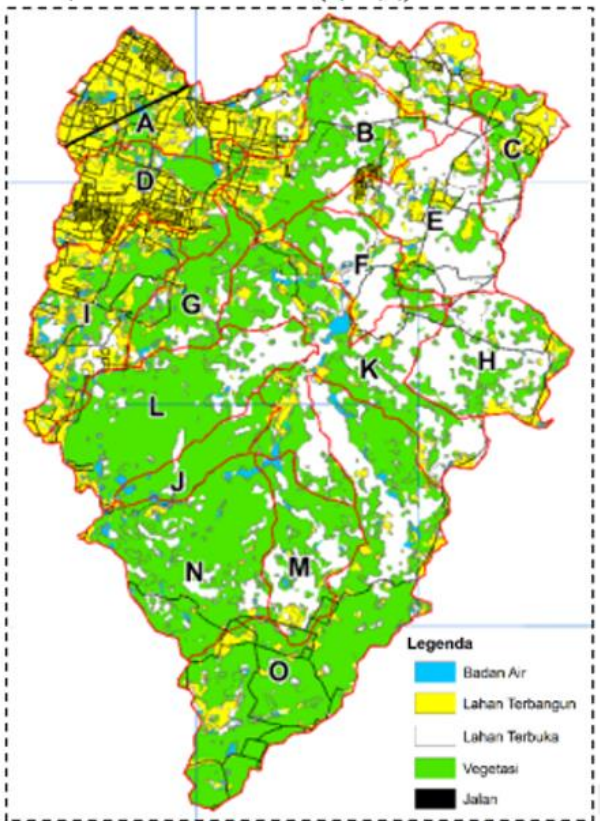 A
B
C
D
E
F
I
G
K
H
L
J
N
M
O
Legenda
Badan Air
Lahan Terbangun
Lahan Terbuka
Vegetasi
Jalan